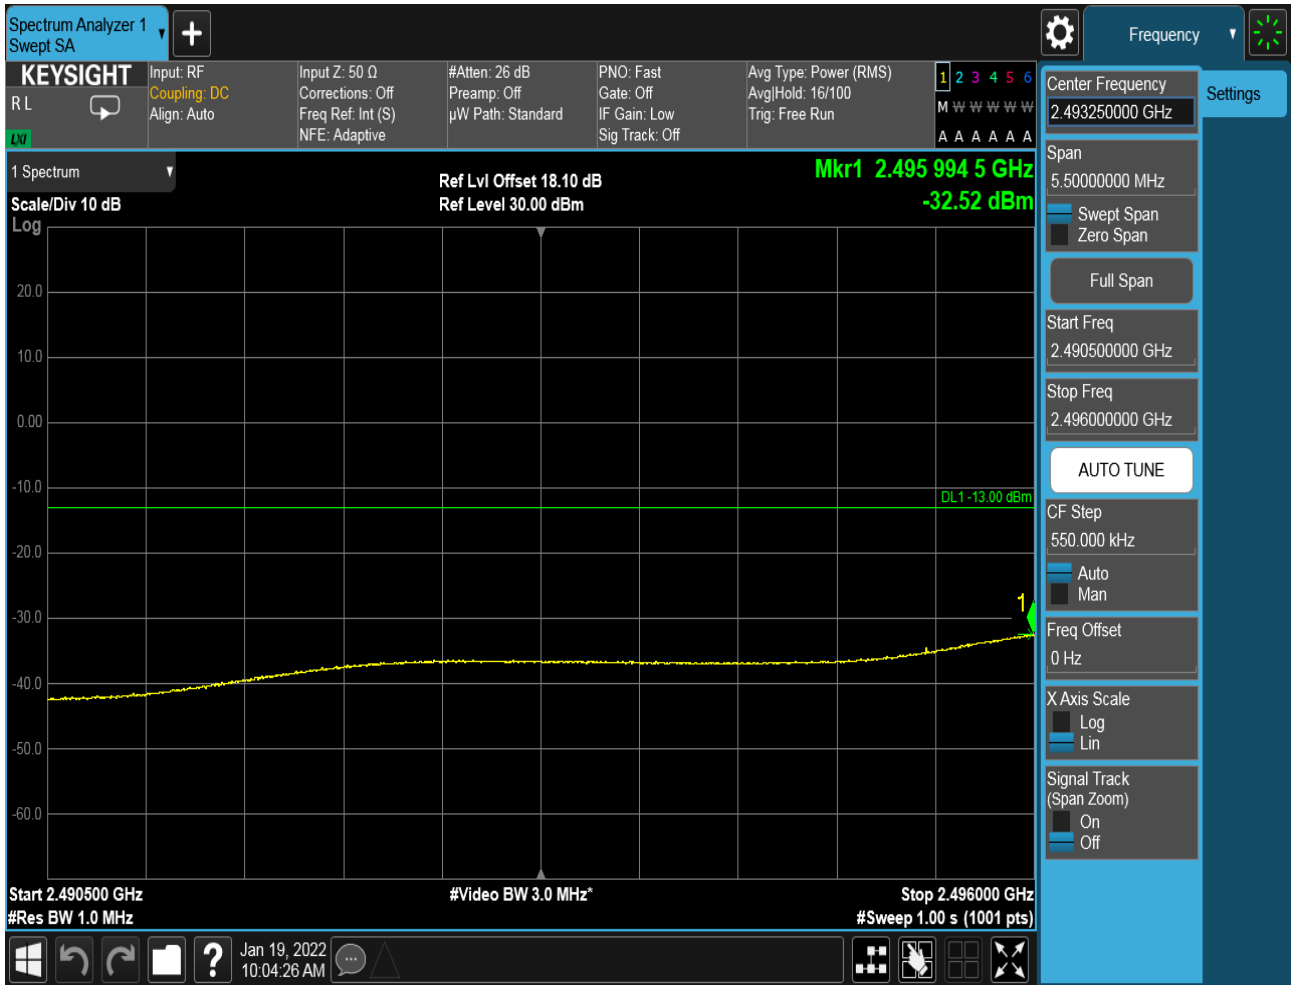 Spectrum Analyzer 1
Swept SA
Frequency
KEYSIGHT
R L
LXI
Input: RF
Coupling: DC
Align: Auto
Input Z: 50 Ω
Corrections: Off
Freq Ref: Int (S)
NFE: Adaptive
#Atten: 26 dB
Preamp: Off
µW Path: Standard
PNO: Fast
Gate: Off
IF Gain: Low
Sig Track: Off
Avg Type: Power (RMS)
Avg|Hold: 16/100
Trig: Free Run
1 2 3 4 5 6
M W W W W W
A A A A A A
1 Spectrum
Scale/Div 10 dB
Log
Ref Lvl Offset 18.10 dB
Ref Level 30.00 dBm
Mkr1 2.495 994 5 GHz
-32.52 dBm
20.0
10.0
0.00
-10.0
DL1 -13.00 dBm
-20.0
1
-30.0
-40.0
-50.0
-60.0
Start 2.490500 GHz
#Video BW 3.0 MHz*
Stop 2.496000 GHz
#Res BW 1.0 MHz
#Sweep 1.00 s (1001 pts)
Center Frequency
2.493250000 GHz
Settings
Span
5.50000000 MHz
Swept Span
Zero Span
Full Span
Start Freq
2.490500000 GHz
Stop Freq
2.496000000 GHz
AUTO TUNE
CF Step
550.000 kHz
Auto
Man
Freq Offset
0 Hz
X Axis Scale
Log
Lin
Signal Track
(Span Zoom)
On
Off
?
Jan 19, 2022
10:04:26 AM